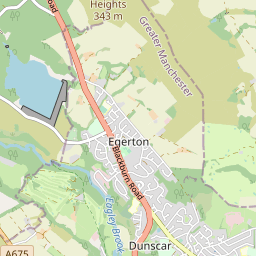 Road
Heights
343 m
Greater Manchester
Egerton
Blackburn Road
Eagley Brook
Dunscar
A675